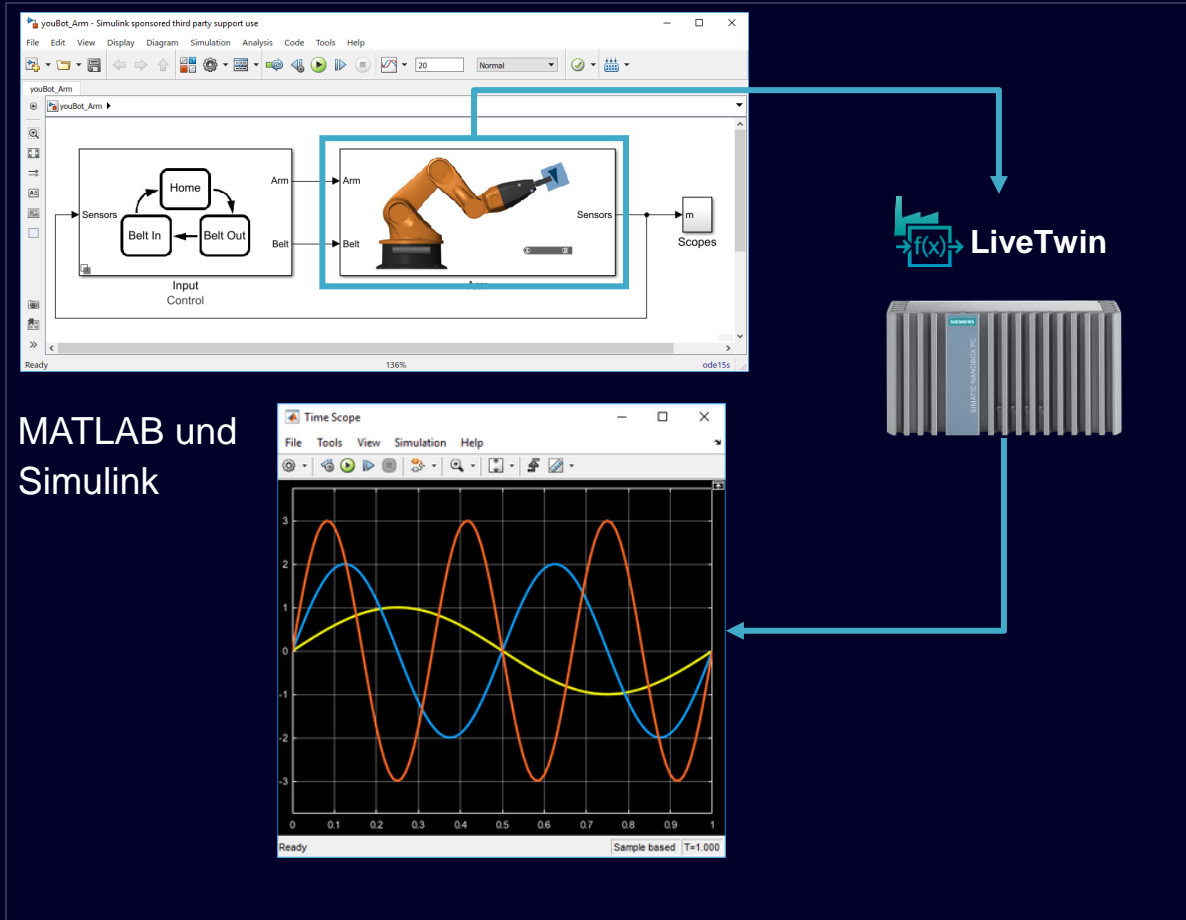 youBot_Arm - Simulink sponsored third party support use
File Edit View Display Diagram Simulation Analysis Code Tools Help
20 Normal
youBot_Arm
youBot_Arm
Home
Belt In
Belt Out
Sensors
Arm
Belt
Input
Control
Arm
Belt
Sensors
m
Scopes
Ready 136% ode15s
f(x)
LiveTwin
SIEMENS
SIMATIC NANOBOX PC
MATLAB und
Simulink
Time Scope
File Tools View Simulation Help
3
2
1
0
-1
-2
-3
0 0.1 0.2 0.3 0.4 0.5 0.6 0.7 0.8 0.9 1
Ready Sample based T=1.000